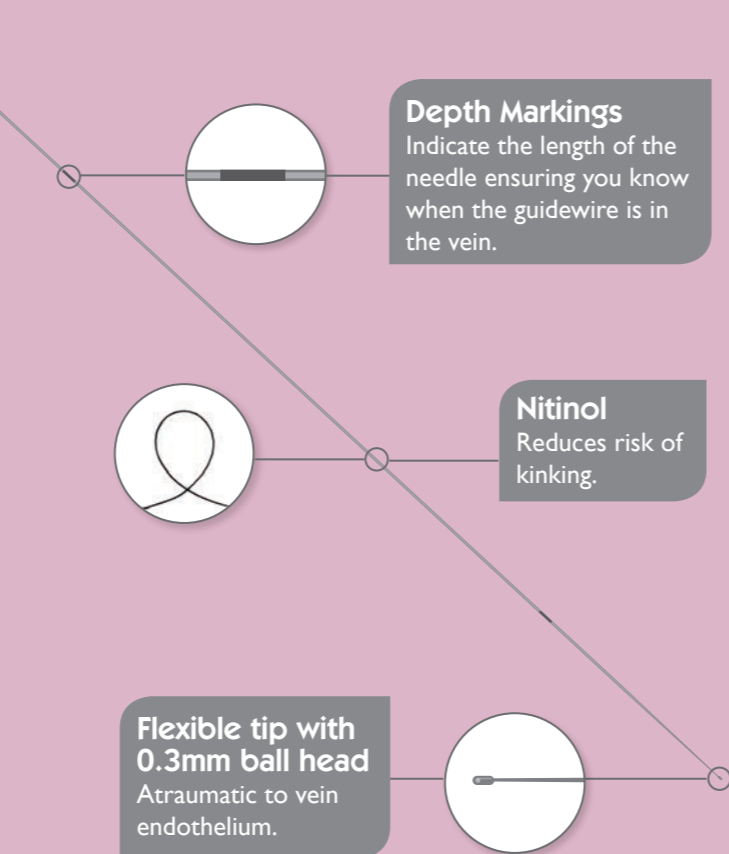 Depth Markings
Indicate the length of the
needle ensuring you know
when the guidewire is in
the vein.
Nitinol
Reduces risk of
kinking.
Flexible tip with
0.3mm ball head
Atraumatic to vein
endothelium.